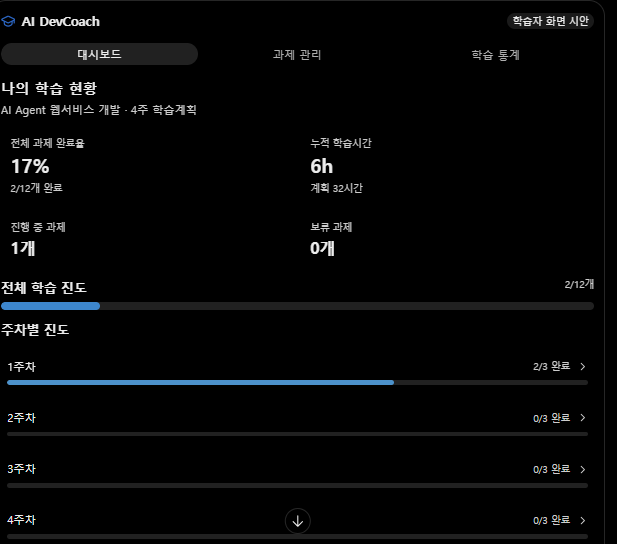 AI DevCoach
학습자 화면 시안
대시보드
과제 관리
학습 통계
나의 학습 현황
AI Agent 웹서비스 개발 · 4주 학습계획
전체 과제 완료율
17%
2/12개 완료
누적 학습시간
6h
계획 32시간
진행 중 과제
1개
보류 과제
0개
전체 학습 진도
2/12개
주차별 진도
1주차
2/3 완료
2주차
0/3 완료
3주차
0/3 완료
4주차
0/3 완료